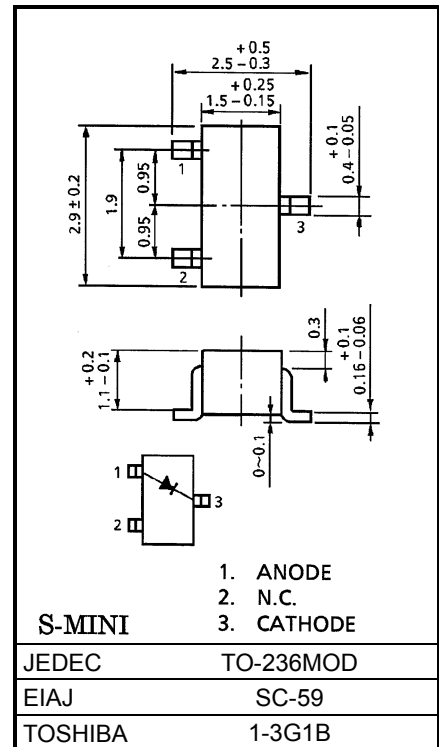 + 0.5
2.5 – 0.3
+ 0.25
1.5 – 0.15
2.9 ± 0.2
1.9
0.95
0.95
1
2
3
+ 0.1
0.4 – 0.05
+ 0.2
1.1 – 0.1
0.3
+ 0.1
0.16 – 0.06
0~0.1
1
2
3
1. ANODE
2. N.C.
3. CATHODE
S-MINI
JEDEC TO-236MOD
EIAJ SC-59
TOSHIBA 1-3G1B